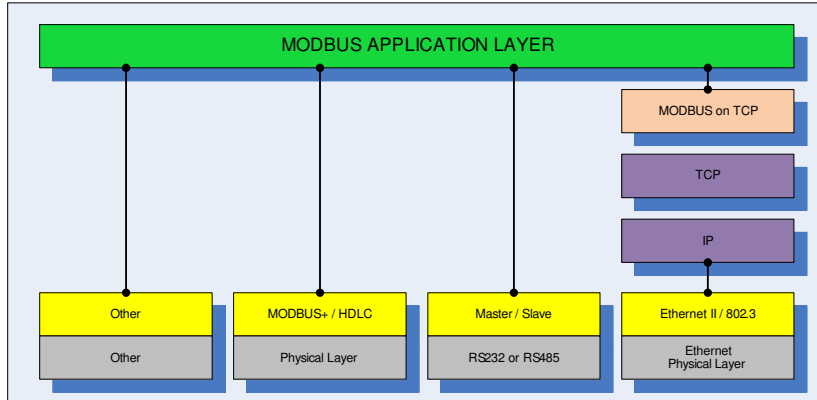 MODBUS APPLICATION LAYER
MODBUS on TCP
TCP
IP
Other
MODBUS+ / HDLC
Master / Slave
Ethernet II / 802.3
Other
Physical Layer
RS232 or RS485
Ethernet
Physical Layer